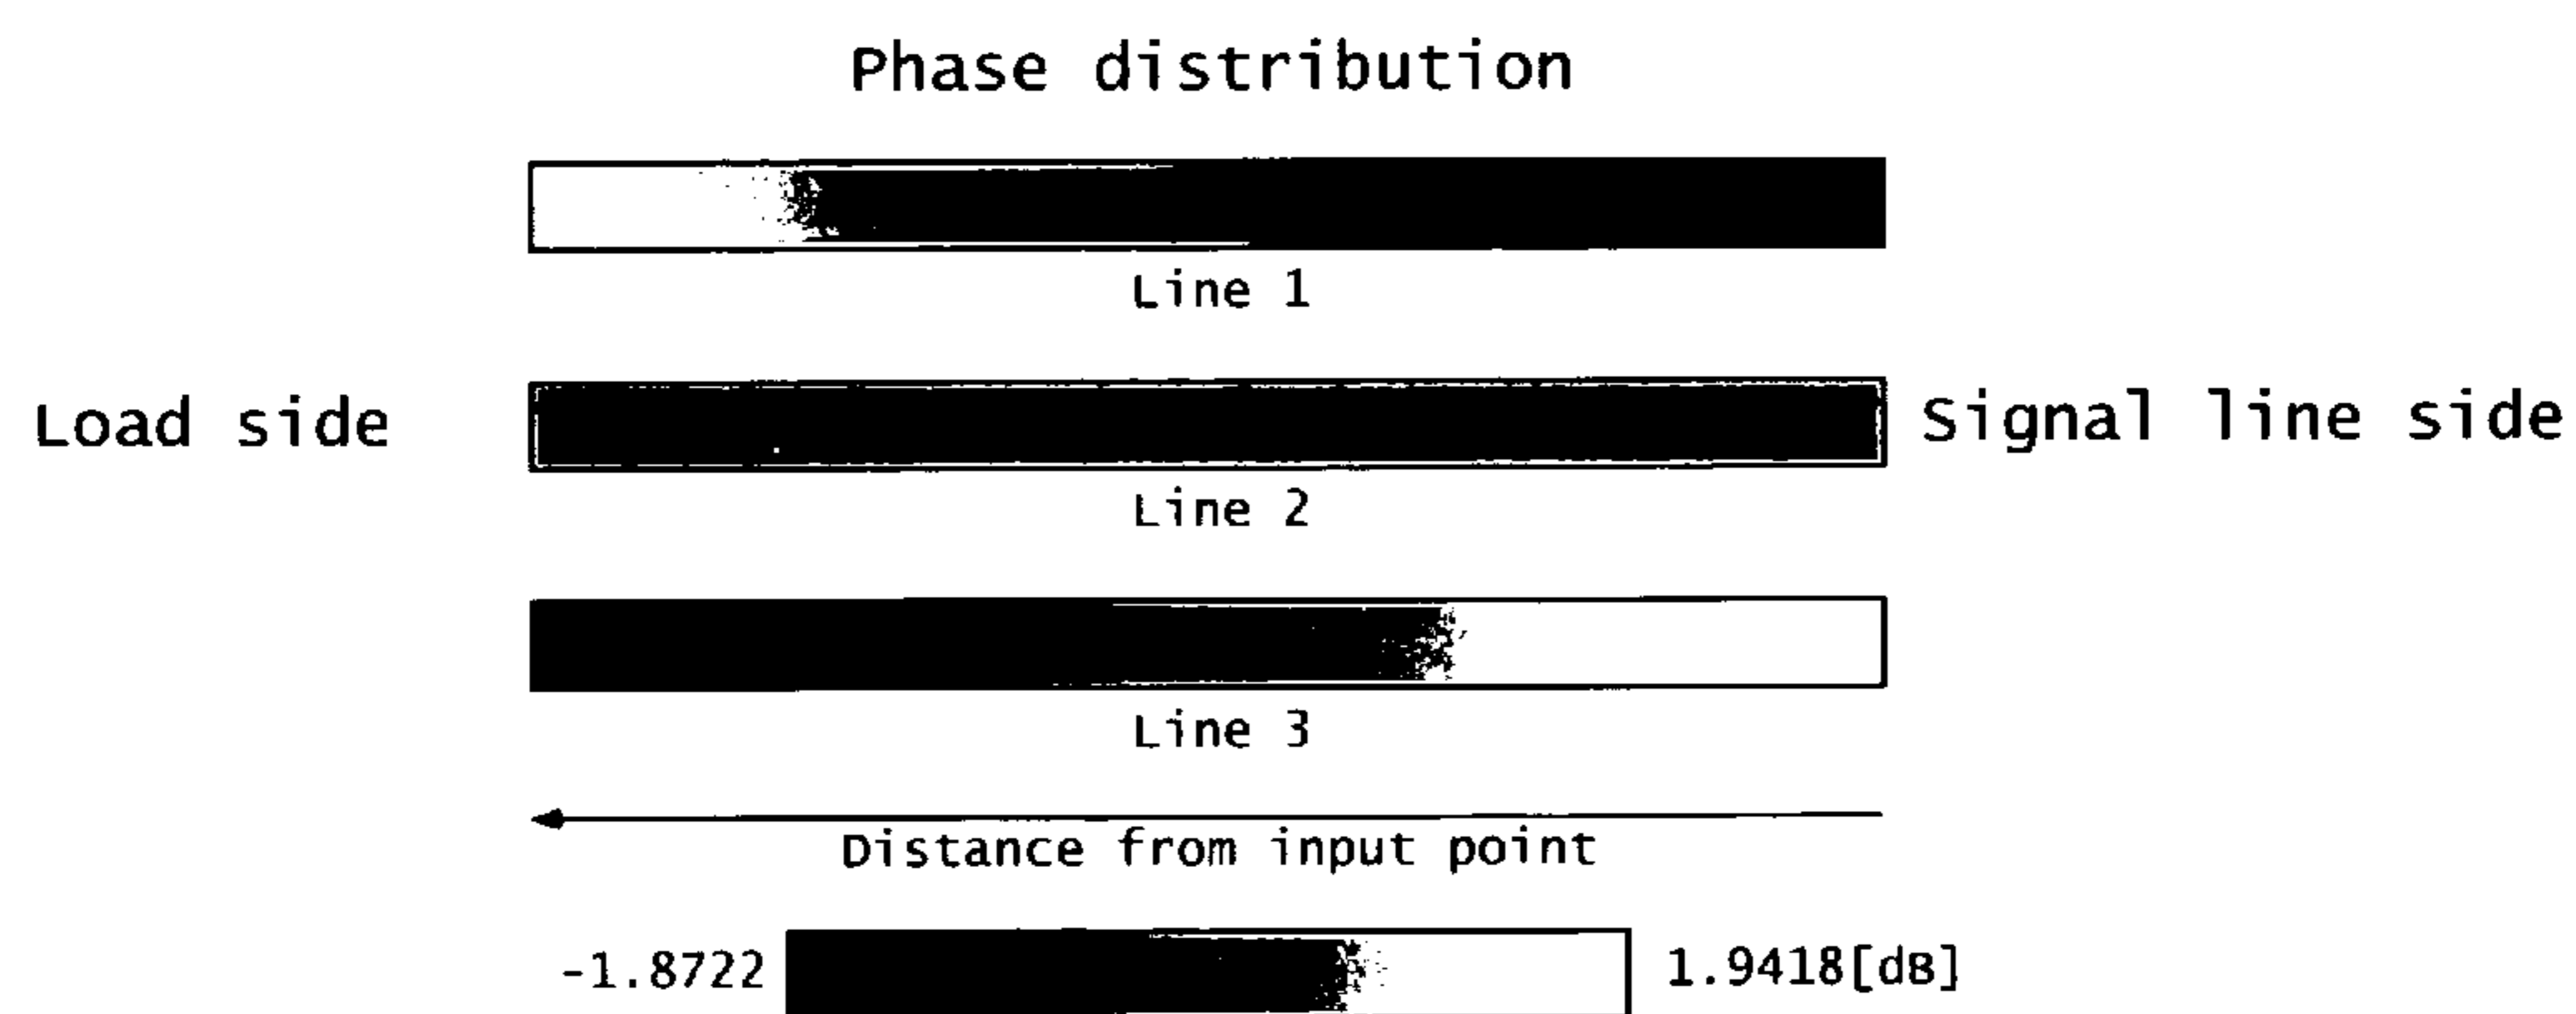 Phase distribution
Line 1
Load side
Signal line side
Line 2
Line 3
Distance from input point
-1.8722
1.9418[dB]